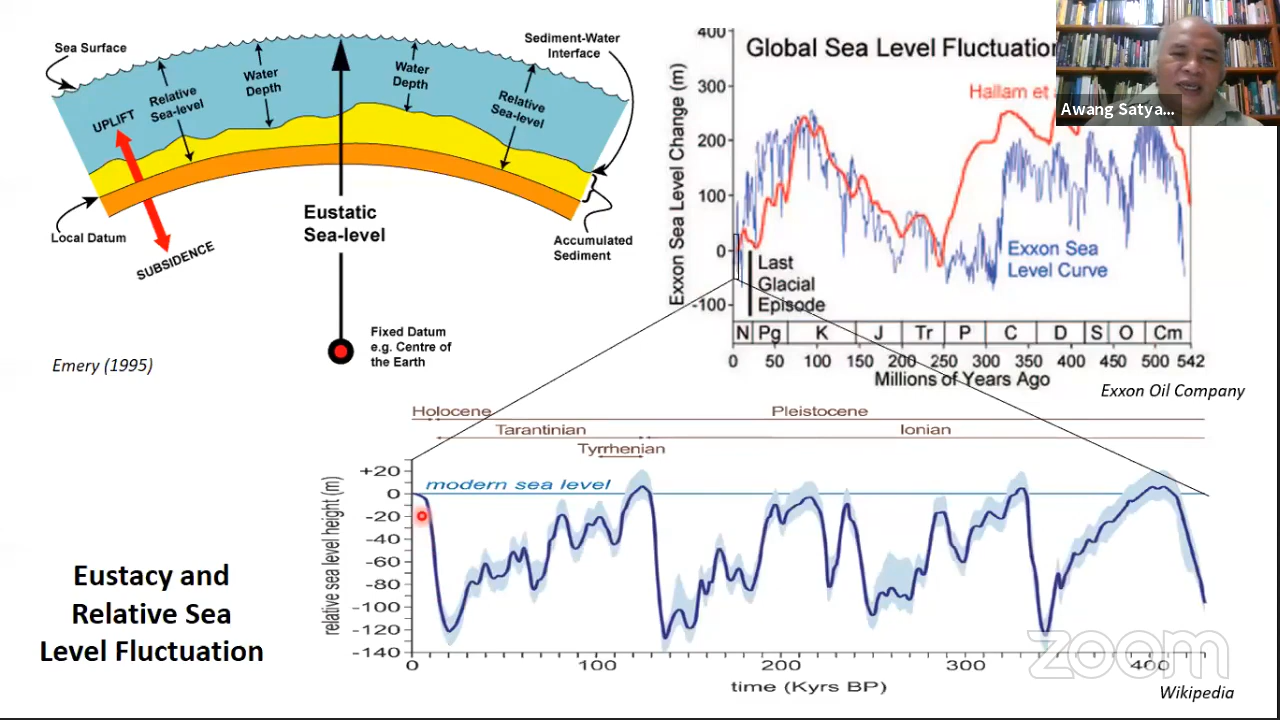 Sea Surface
UPLIFT
Relative
Sea-level
Water
Depth
Water
Depth
Relative
Sea-level
Sediment-Water
Interface
Local Datum
SUBSIDENCE
Eustatic
Sea-level
Accumulated
Sediment
Fixed Datum
e.g. Centre of
the Earth
Emery (1995)
Global Sea Level Fluctuation
Hallam et
Awang Satya...
Exxon Sea Level Change (m)
400
300
200
100
0
-100
Exxon Sea
Level Curve
Last
Glacial
Episode
N Pg K J Tr P C D S O Cm
0 50 100 150 200 250 300 350 400 450 500 542
Millions of Years Ago
Exxon Oil Company
Holocene Pleistocene
Tarantinian Ionian
Tyrrhenian
relative sea level height (m)
+20
0
-20
-40
-60
-80
-100
-120
-140
modern sea level
0 100 200 300 400
time (Kyrs BP)
zoom
Wikipedia
Eustacy and
Relative Sea
Level Fluctuation